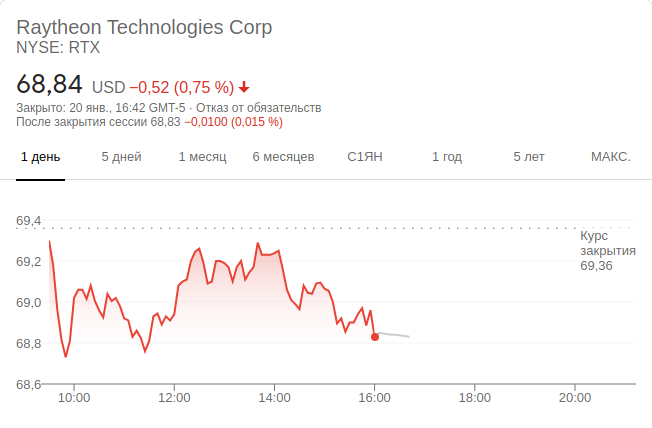 Raytheon Technologies Corp
NYSE: RTX
68,84 USD −0,52 (0,75 %)
Закрыто: 20 янв., 16:42 GMT-5 · Отказ от обязательств
После закрытия сессии 68,83 −0,0100 (0,015 %)
1 день 5 дней 1 месяц 6 месяцев С1ЯН 1 год 5 лет МАКС.
69,4
Курс
закрытия
69,36
69,2
69,0
68,8
68,6
10:00 12:00 14:00 16:00 18:00 20:00